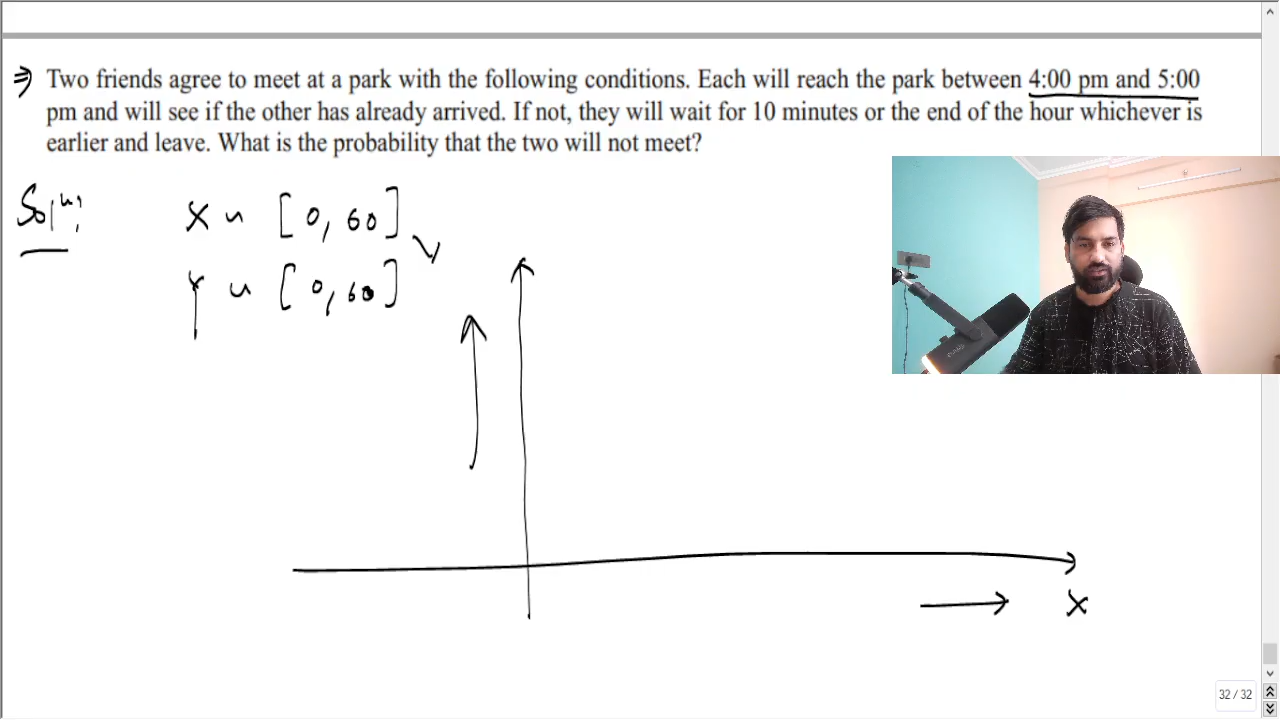 ⇒ Two friends agree to meet at a park with the following conditions. Each will reach the park between 4:00 pm and 5:00
pm and will see if the other has already arrived. If not, they will wait for 10 minutes or the end of the hour whichever is
earlier and leave. What is the probability that the two will not meet?
Solⁿ:
X ~ [0, 60]
Y ~ [0, 60]
Y
X
32 / 32